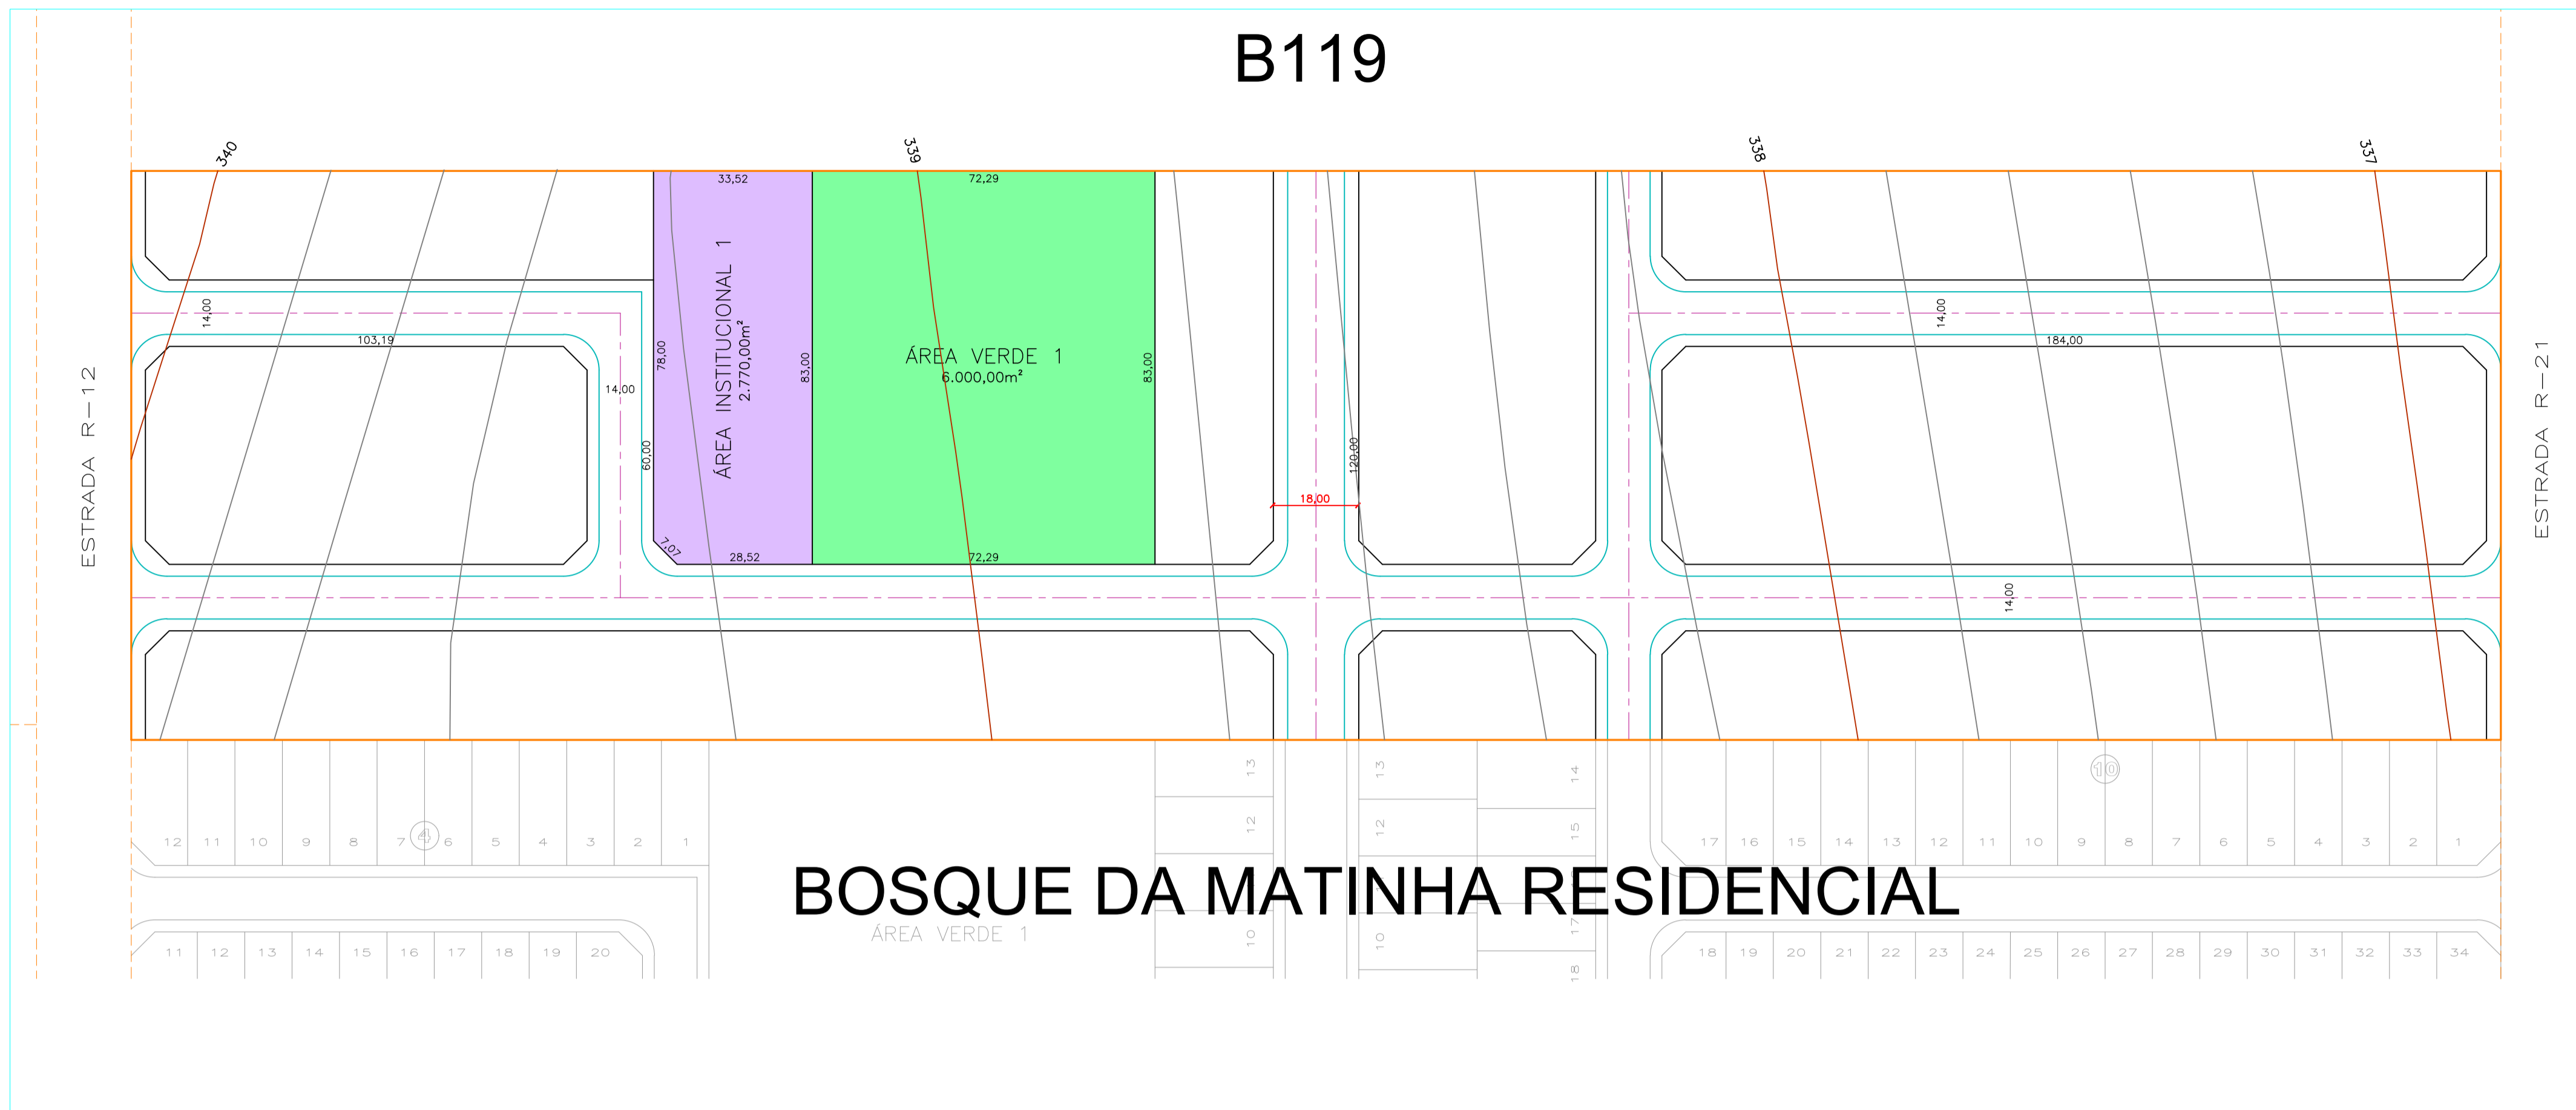 B119
340
339
338
337
33,52
72,29
14,00
14,00
103,19
184,00
ÁREA INSTITUCIONAL 1
2.770,00m²
78,00
83,00
ÁREA VERDE 1
6.000,00m²
83,00
14,00
60,00
120,00
18,00
7,07
28,52
72,29
14,00
ESTRADA R-12
ESTRADA R-21
12 11 10 9 8 7 4 6 5 4 3 2 1
13
12
10
13
12
10
14
15
17
18
10
17 16 15 14 13 12 11 10 9 8 7 6 5 4 3 2 1
BOSQUE DA MATINHA RESIDENCIAL
ÁREA VERDE 1
11 12 13 14 15 16 17 18 19 20
18 19 20 21 22 23 24 25 26 27 28 29 30 31 32 33 34